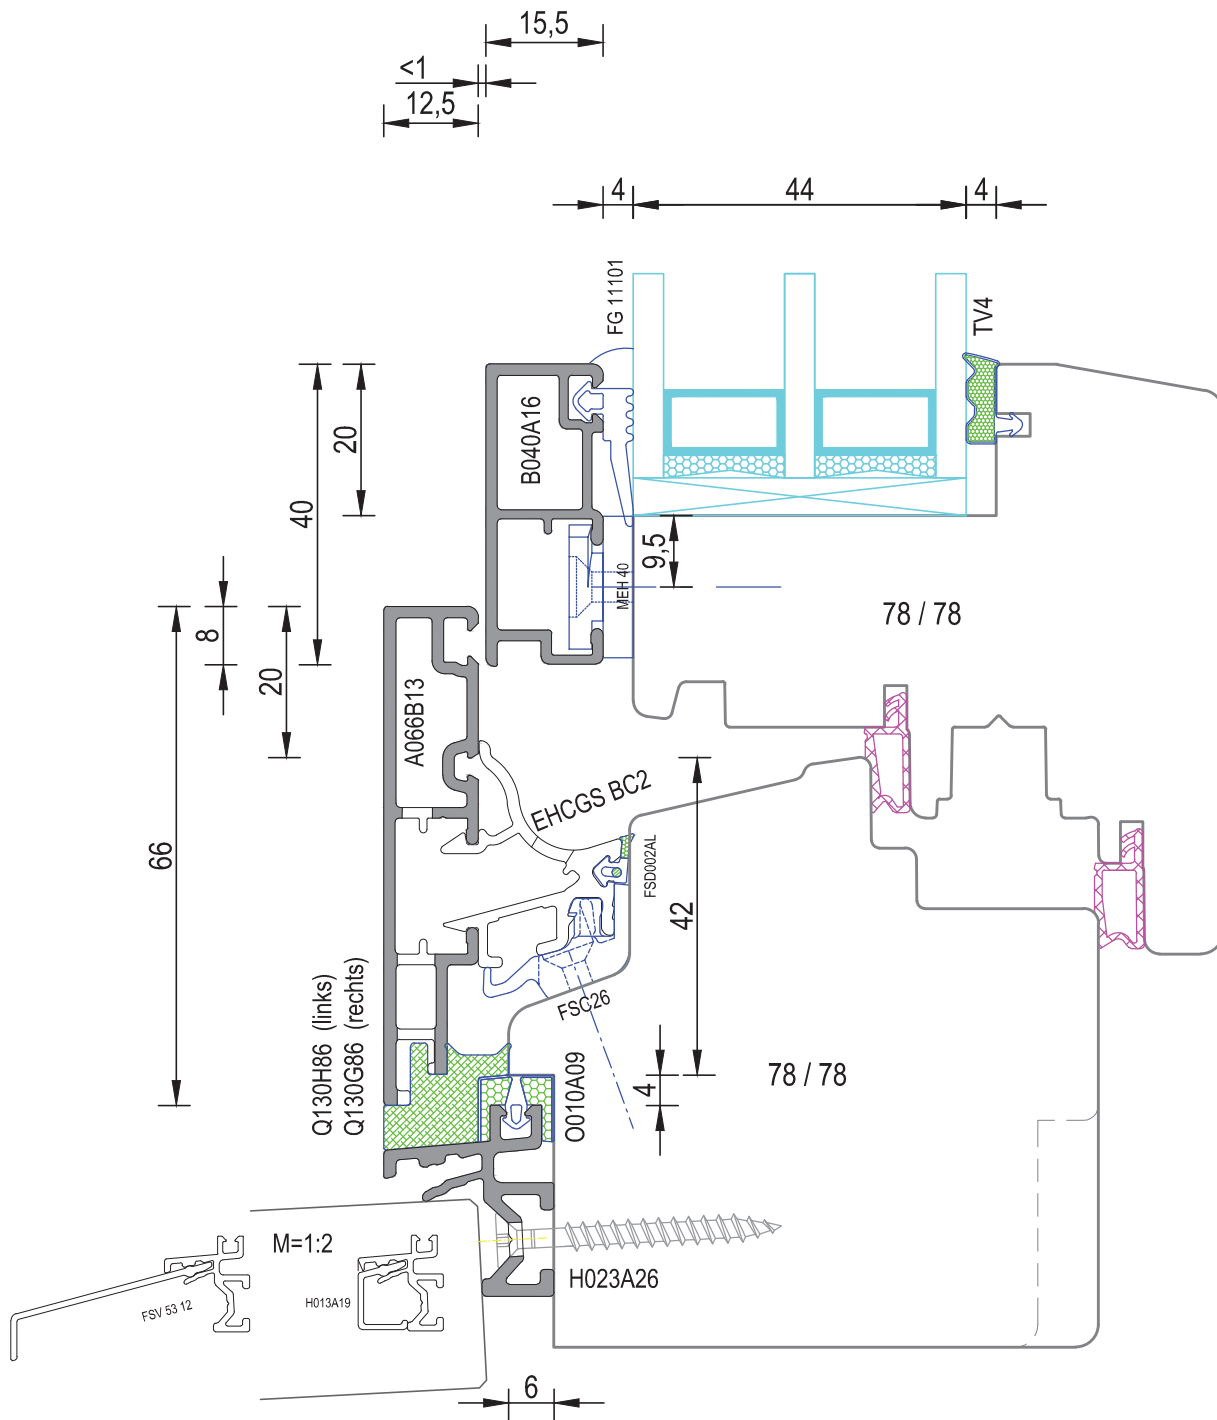 15,5
<1
12,5
4
44
4
FG 11101
TV4
B040A16
20
40
9,5
MEH 40
78 / 78
8
20
A066B13
EHCGS BC2
66
FSD002AL
42
FSC26
Q130H86 (links)
Q130G86 (rechts)
O010A09
4
78 / 78
M=1:2
H023A26
FSV 53 12
H013A19
6